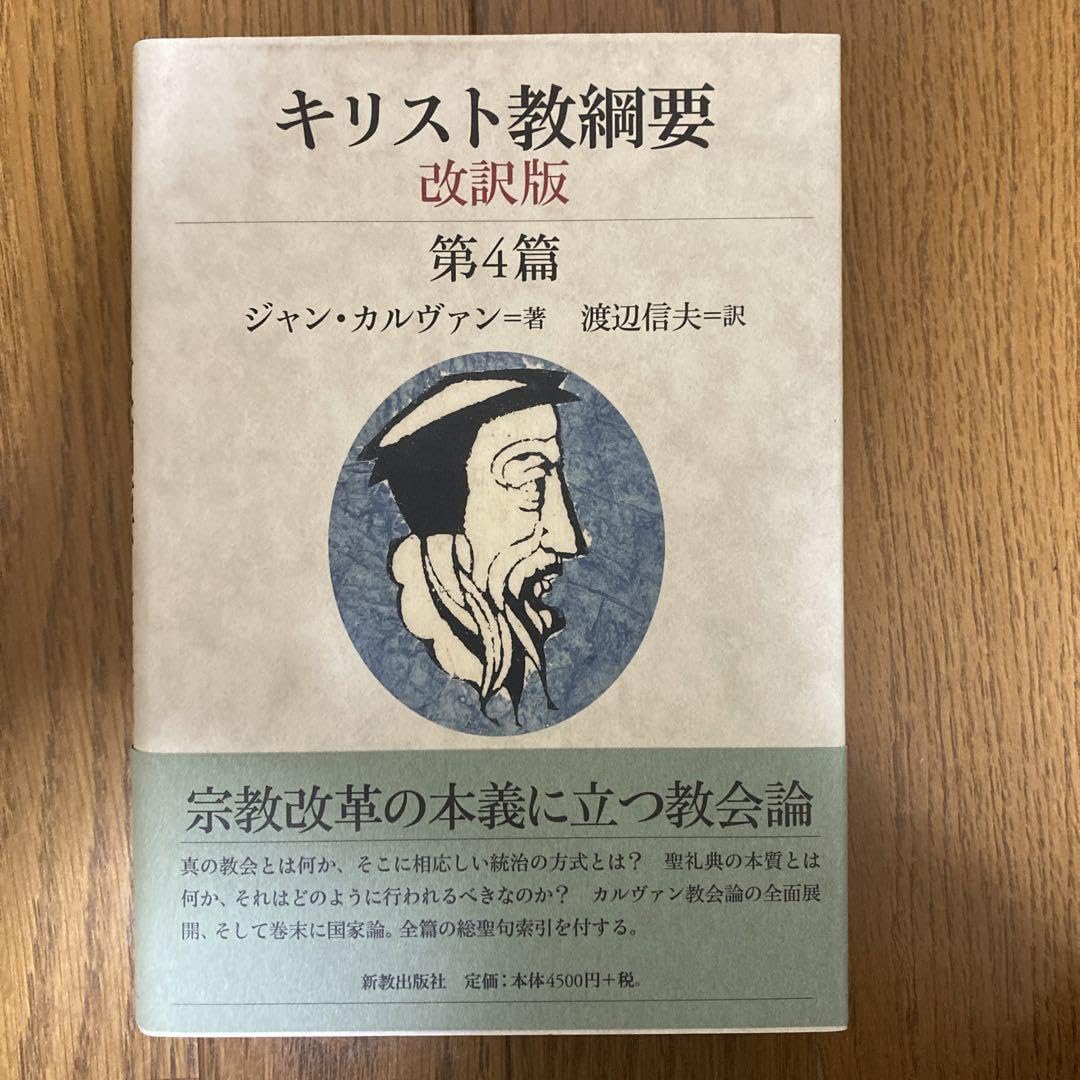 キリスト教綱要
改訳版
第4篇
ジャン・カルヴァン=著 渡辺信夫=訳
宗教改革の本義に立つ教会論
真の教会とは何か、そこに相応しい統治の方式とは? 聖礼典の本質とは
何か、それはどのように行われるべきなのか? カルヴァン教会論の全面展
開、そして巻末に国家論。全篇の総聖句索引を付する。
新教出版社 定価:本体4500円+税。